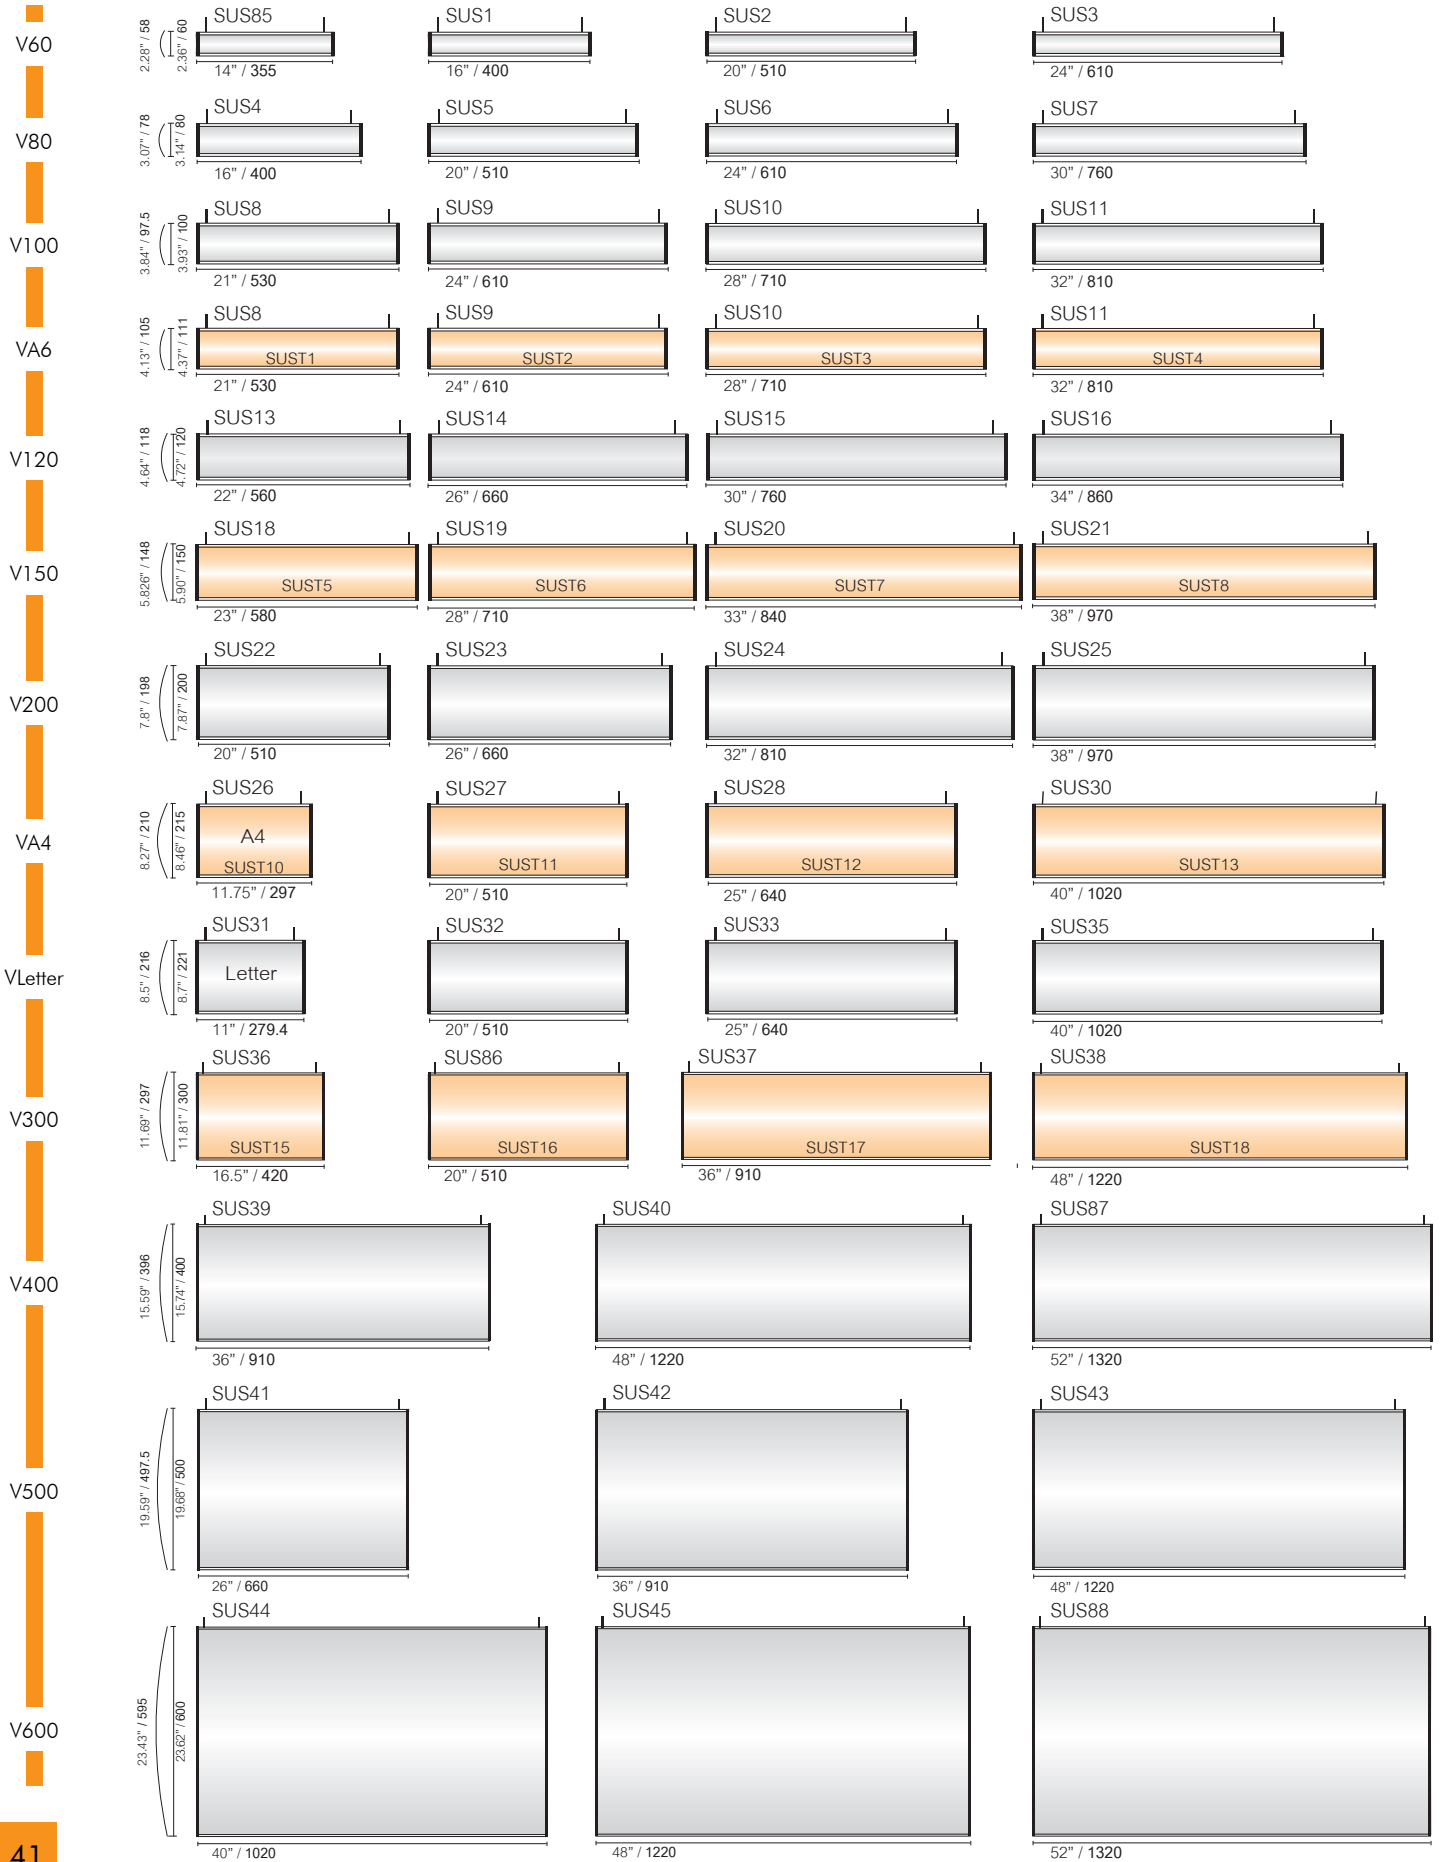 V60
2.28" / 58
2.36" / 60
SUS85
SUS1
SUS2
SUS3
14” / 355
16” / 400
20” / 510
24” / 610
V80
3.07" / 78
3.14" / 80
SUS4
SUS5
SUS6
SUS7
16” / 400
20” / 510
24” / 610
30” / 760
V100
3.84" / 97.5
3.93" / 100
SUS8
SUS9
SUS10
SUS11
21” / 530
24” / 610
28” / 710
32” / 810
VA6
4.13" / 105
4.37" / 111
SUS8
SUS9
SUS10
SUS11
SUST1
SUST2
SUST3
SUST4
21” / 530
24” / 610
28” / 710
32” / 810
V120
4.64" / 118
4.72" / 120
SUS13
SUS14
SUS15
SUS16
22” / 560
26” / 660
30” / 760
34” / 860
V150
5.826" / 148
5.90" / 150
SUS18
SUS19
SUS20
SUS21
SUST5
SUST6
SUST7
SUST8
23” / 580
28” / 710
33” / 840
38” / 970
V200
7.8" / 198
7.87" / 200
SUS22
SUS23
SUS24
SUS25
20” / 510
26” / 660
32” / 810
38” / 970
VA4
8.27" / 210
8.46" / 215
SUS26
SUS27
SUS28
SUS30
A4
SUST10
SUST11
SUST12
SUST13
11.75” / 297
20” / 510
25” / 640
40” / 1020
VLetter
8.5" / 216
8.7" / 221
SUS31
SUS32
SUS33
SUS35
Letter
11” / 279.4
20” / 510
25” / 640
40” / 1020
V300
11.69" / 297
11.81" / 300
SUS36
SUS86
SUS37
SUS38
SUST15
SUST16
SUST17
SUST18
16.5” / 420
20” / 510
36” / 910
48” / 1220
V400
15.59" / 396
15.74" / 400
SUS39
SUS40
SUS87
36” / 910
48” / 1220
52” / 1320
V500
19.59" / 497.5
19.68" / 500
SUS41
SUS42
SUS43
26” / 660
36” / 910
48” / 1220
V600
23.43" / 595
23.62" / 600
SUS44
SUS45
SUS88
40” / 1020
48” / 1220
52” / 1320
41